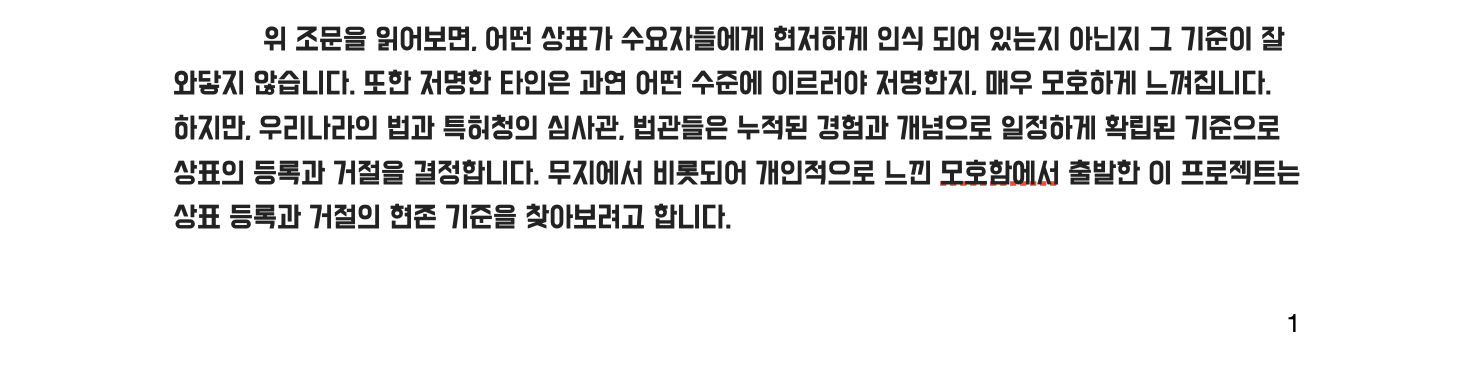 위 조문을 읽어보면, 어떤 상표가 수요자들에게 현저하게 인식 되어 있는지 아닌지 그 기준이 잘
와닿지 않습니다. 또한 저명한 타인은 과연 어떤 수준에 이르러야 저명한지, 매우 모호하게 느껴집니다.
하지만, 우리나라의 법과 특허청의 심사관, 법관들은 누적된 경험과 개념으로 일정하게 확립된 기준으로
상표의 등록과 거절을 결정합니다. 무지에서 비롯되어 개인적으로 느낀 모호함에서 출발한 이 프로젝트는
상표 등록과 거절의 현존 기준을 찾아보려고 합니다.
1